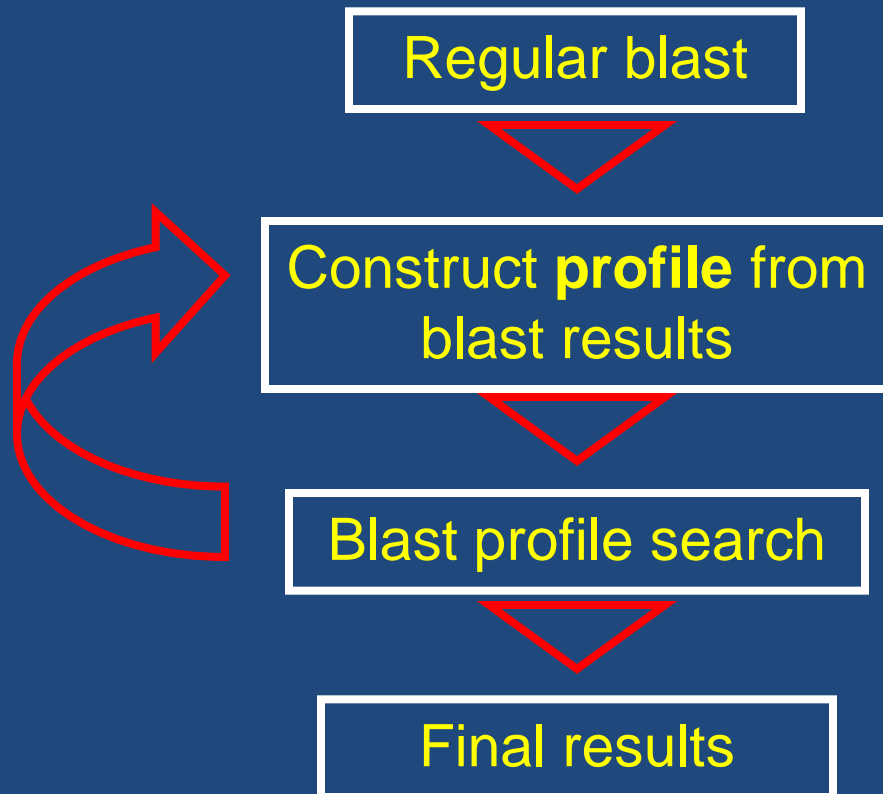 Regular blast
Construct profile from
blast results
Blast profile search
Final results